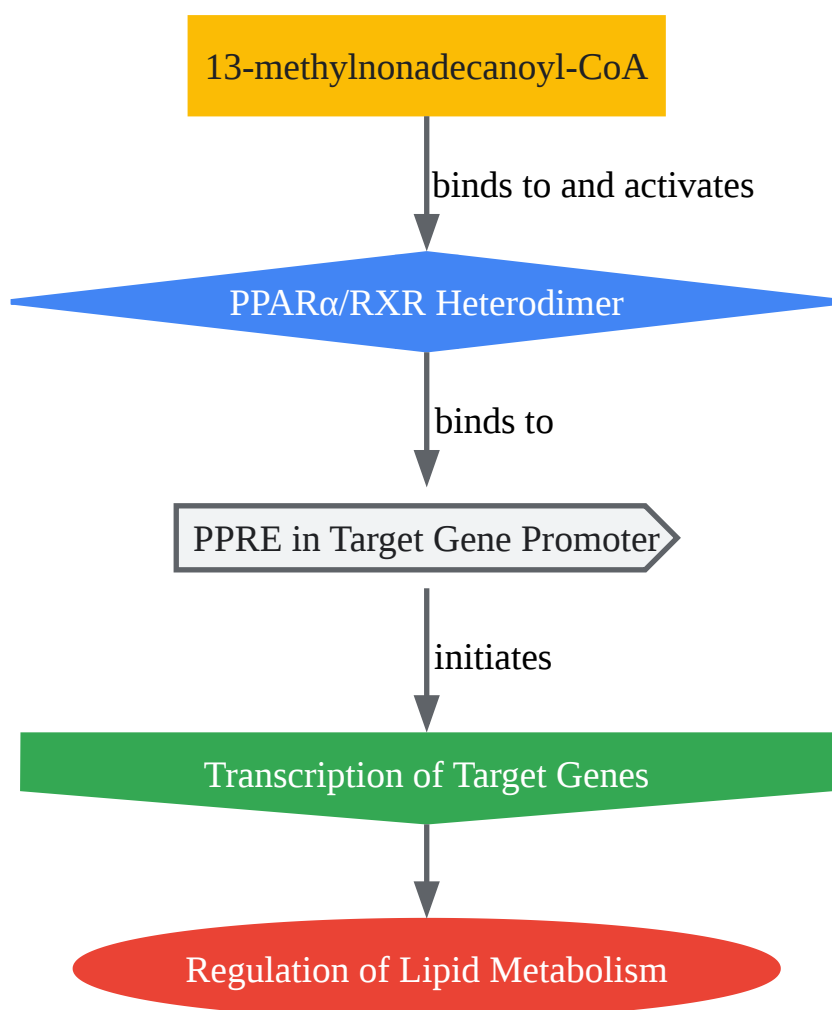 13-methylnonadecanoyl-CoA
binds to and activates
PPARα/RXR Heterodimer
binds to
PPRE in Target Gene Promoter
initiates
Transcription of Target Genes
Regulation of Lipid Metabolism